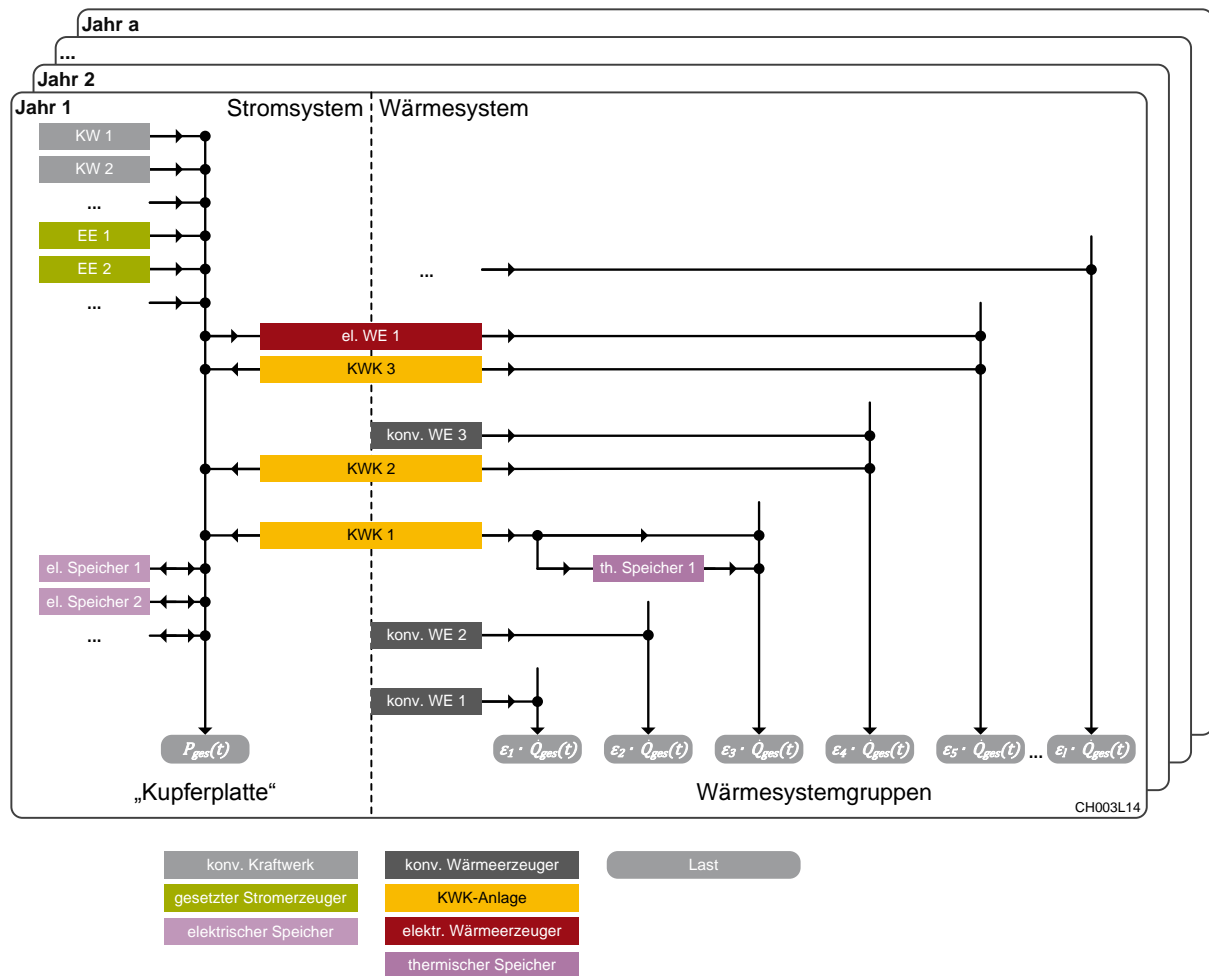 Jahr a
...
Jahr 2
Jahr 1
Stromsystem
Wärmesystem
KW 1
KW 2
...
EE 1
EE 2
...
...
el. WE 1
KWK 3
konv. WE 3
KWK 2
KWK 1
el. Speicher 1
th. Speicher 1
el. Speicher 2
...
konv. WE 2
konv. WE 1
P_ges(t)
ε₁ · Q̇_ges(t)
ε₂ · Q̇_ges(t)
ε₃ · Q̇_ges(t)
ε₄ · Q̇_ges(t)
ε₅ · Q̇_ges(t)
...
ε_i · Q̇_ges(t)
„Kupferplatte“
Wärmesystemgruppen
CH003L14
konv. Kraftwerk
konv. Wärmeerzeuger
Last
gesetzter Stromerzeuger
KWK-Anlage
elektrischer Speicher
elektr. Wärmeerzeuger
thermischer Speicher